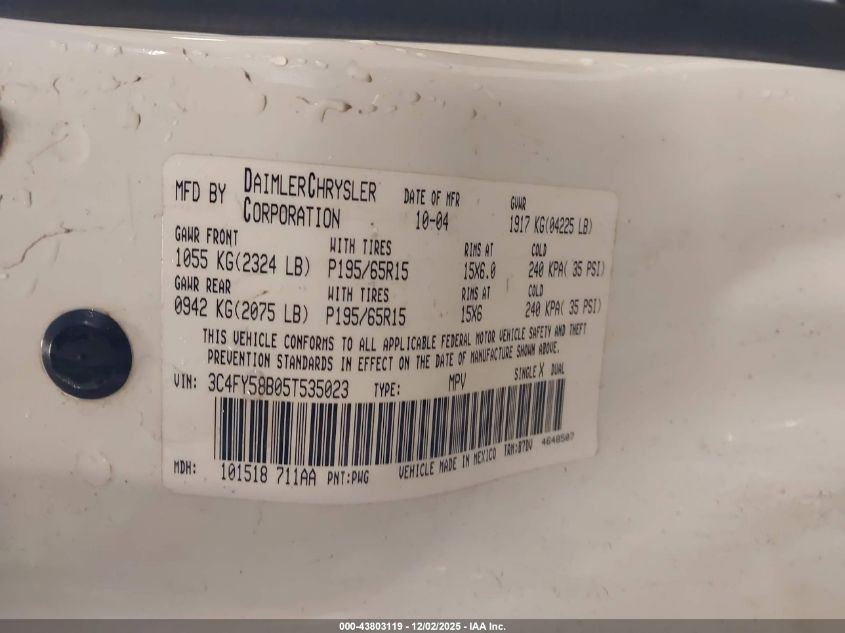 MFD BY DAIMLERCHRYSLER CORPORATION
DATE OF MFR 10-04
GVWR 1917 KG(04225 LB)
GAWR FRONT WITH TIRES RIMS AT COLD
1055 KG(2324 LB) P195/65R15 15X6.0 240 KPA( 35 PSI)
GAWR REAR WITH TIRES RIMS AT COLD
0942 KG(2075 LB) P195/65R15 15X6 240 KPA( 35 PSI)
THIS VEHICLE CONFORMS TO ALL APPLICABLE FEDERAL MOTOR VEHICLE SAFETY AND THEFT
PREVENTION STANDARDS IN EFFECT ON THE DATE OF MANUFACTURE SHOWN ABOVE.
VIN: 3C4FY58B05T535023 TYPE: MPV SINGLE X DUAL
MDH: 101518 711AA PNT:PWG VEHICLE MADE IN MEXICO TRM:B7DV 4648507
000-43803119 - 12/02/2025 - IAA Inc.